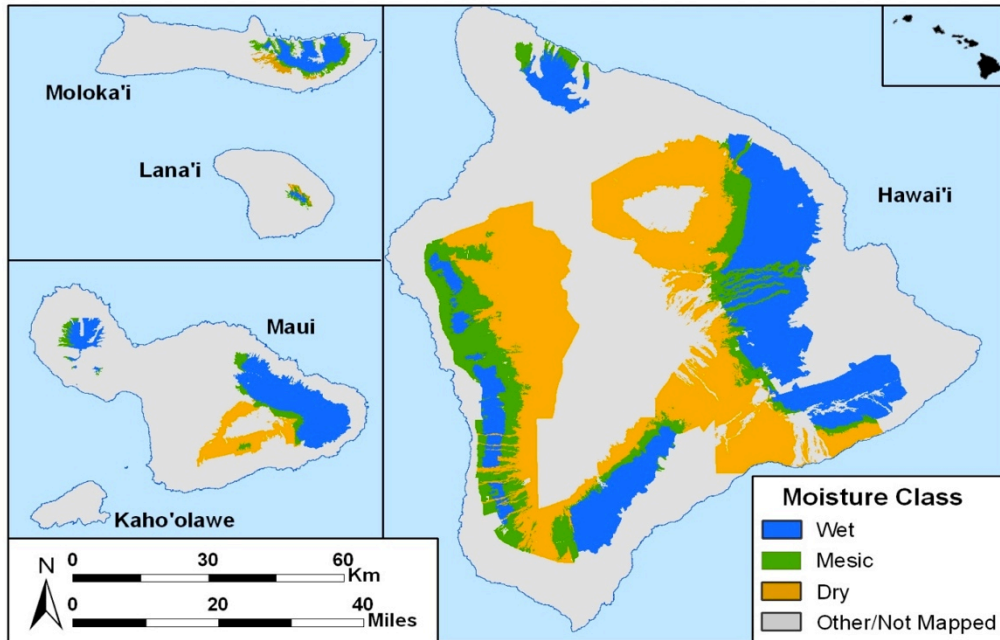 Moloka'i
Lana'i
Maui
Kaho'olawe
Hawai'i
Moisture Class
Wet
Mesic
Dry
Other/Not Mapped
N
0 30 60
Km
0 20 40
Miles